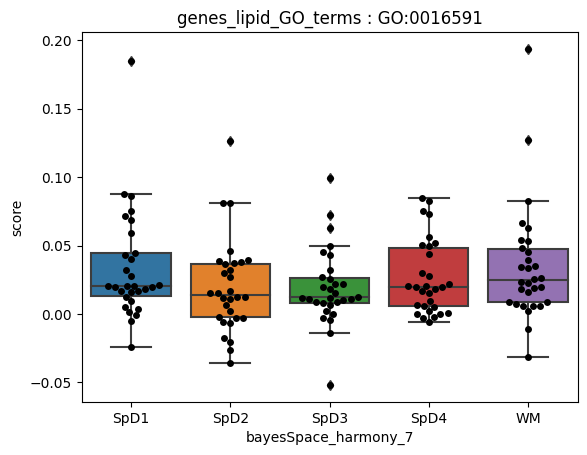 genes_lipid_GO_terms : GO:0016591
0.20
0.15
0.10
0.05
0.00
−0.05
score
SpD1 SpD2 SpD3 SpD4 WM
bayesSpace_harmony_7